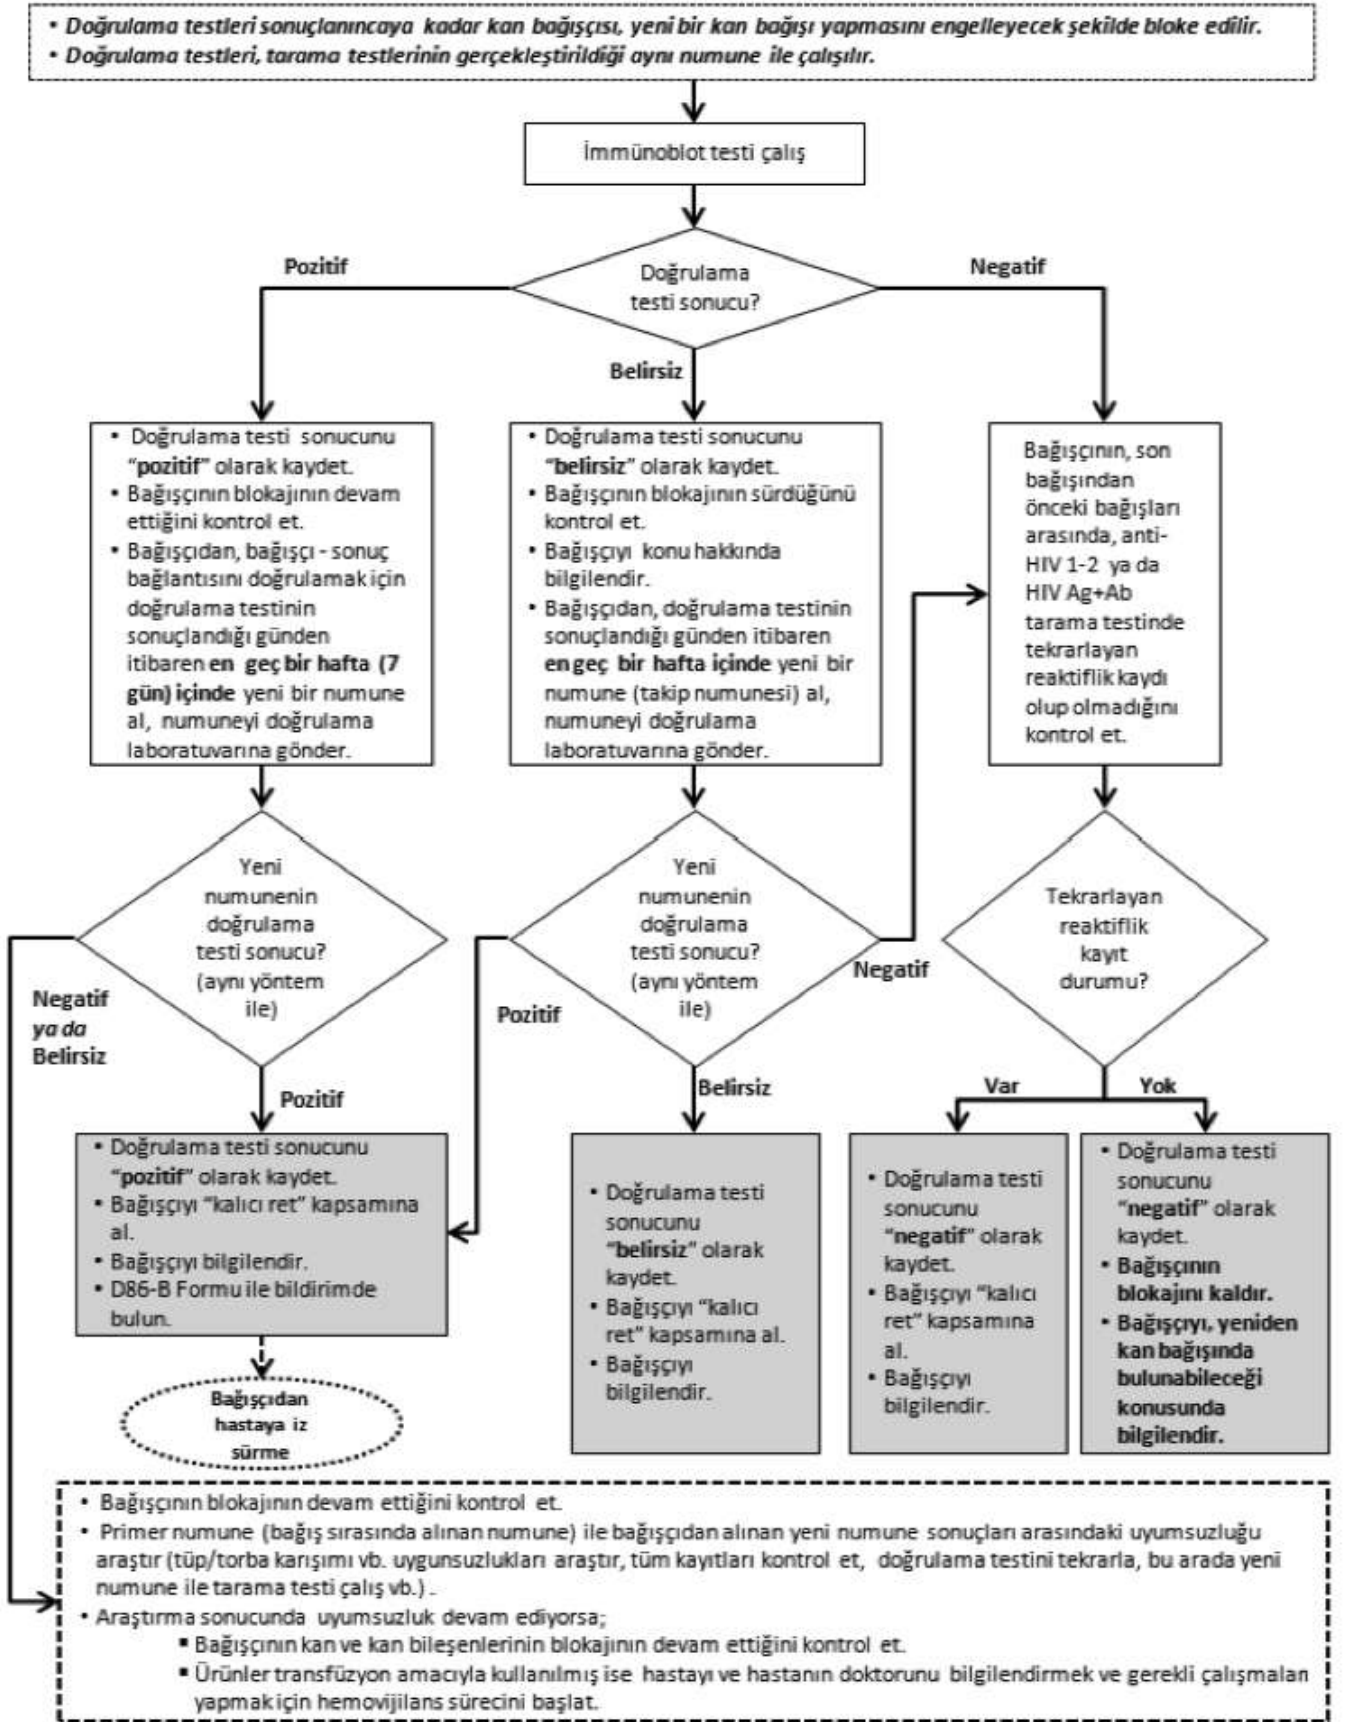 • Doğrulama testleri sonuçlanıncaya kadar kan bağışçısı, yeni bir kan bağışı yapmasını engelleyecek şekilde bloke edilir.
• Doğrulama testleri, tarama testlerinin gerçekleştirildiği aynı numune ile çalışılır.
İmmünoblot testi çalış
Doğrulama
testi sonucu?
Pozitif
Belirsiz
Negatif
• Doğrulama testi sonucunu
“pozitif” olarak kaydet.
• Bağışçının blokajının devam
ettiğini kontrol et.
• Bağışçıdan, bağışçı - sonuç
bağlantısını doğrulamak için
doğrulama testinin
sonuçlandığı günden
itibaren en geç bir hafta (7
gün) içinde yeni bir numune
al, numuneyi doğrulama
laboratuvarına gönder.
• Doğrulama testi sonucunu
“belirsiz” olarak kaydet.
• Bağışçının blokajının sürdüğünü
kontrol et.
• Bağışçıyı konu hakkında
bilgilendir.
• Bağışçıdan, doğrulama testinin
sonuçlandığı günden itibaren
en geç bir hafta içinde yeni bir
numune (takip numunesi) al,
numuneyi doğrulama
laboratuvarına gönder.
Bağışçının, son
bağışından
önceki bağışları
arasında, anti-
HIV 1-2 ya da
HIV Ag+Ab
tarama testinde
tekrarlayan
reaktiflik kaydı
olup olmadığını
kontrol et.
Yeni
numunenin
doğrulama
testi sonucu?
(aynı yöntem
ile)
Negatif
ya da
Belirsiz
Pozitif
Yeni
numunenin
doğrulama
testi sonucu?
(aynı yöntem
ile)
Pozitif
Belirsiz
Negatif
Tekrarlayan
reaktiflik
kayıt
durumu?
Var
Yok
• Doğrulama testi sonucunu
“pozitif” olarak kaydet.
• Bağışçıyı “kalıcı ret” kapsamına
al.
• Bağışçıyı bilgilendir.
• D86-B Formu ile bildirimde
bulun.
Bağışçıdan
hastaya iz
sürme
• Doğrulama testi
sonucunu
“belirsiz” olarak
kaydet.
• Bağışçıyı “kalıcı
ret” kapsamına al.
• Bağışçıyı
bilgilendir.
• Doğrulama testi
sonucunu
“negatif” olarak
kaydet.
• Bağışçıyı “kalıcı
ret” kapsamına
al.
• Bağışçıyı
bilgilendir.
• Doğrulama testi
sonucunu
“negatif” olarak
kaydet.
• Bağışçının
blokajını kaldır.
• Bağışçıyı, yeniden
kan bağışında
bulunabileceği
konusunda
bilgilendir.
• Bağışçının blokajının devam ettiğini kontrol et.
• Primer numune (bağış sırasında alınan numune) ile bağışçıdan alınan yeni numune sonuçları arasındaki uyumsuzluğu
araştır (tüp/torba karışımı vb. uygunsuzlukları araştır, tüm kayıtları kontrol et, doğrulama testini tekrarla, bu arada yeni
numune ile tarama testi çalış vb.) .
• Araştırma sonucunda uyumsuzluk devam ediyorsa;
▪ Bağışçının kan ve kan bileşenlerinin blokajının devam ettiğini kontrol et.
▪ Ürünler transfüzyon amacıyla kullanılmış ise hastayı ve hastanın doktorunu bilgilendirmek ve gerekli çalışmaları
yapmak için hemovijilans sürecini başlat.